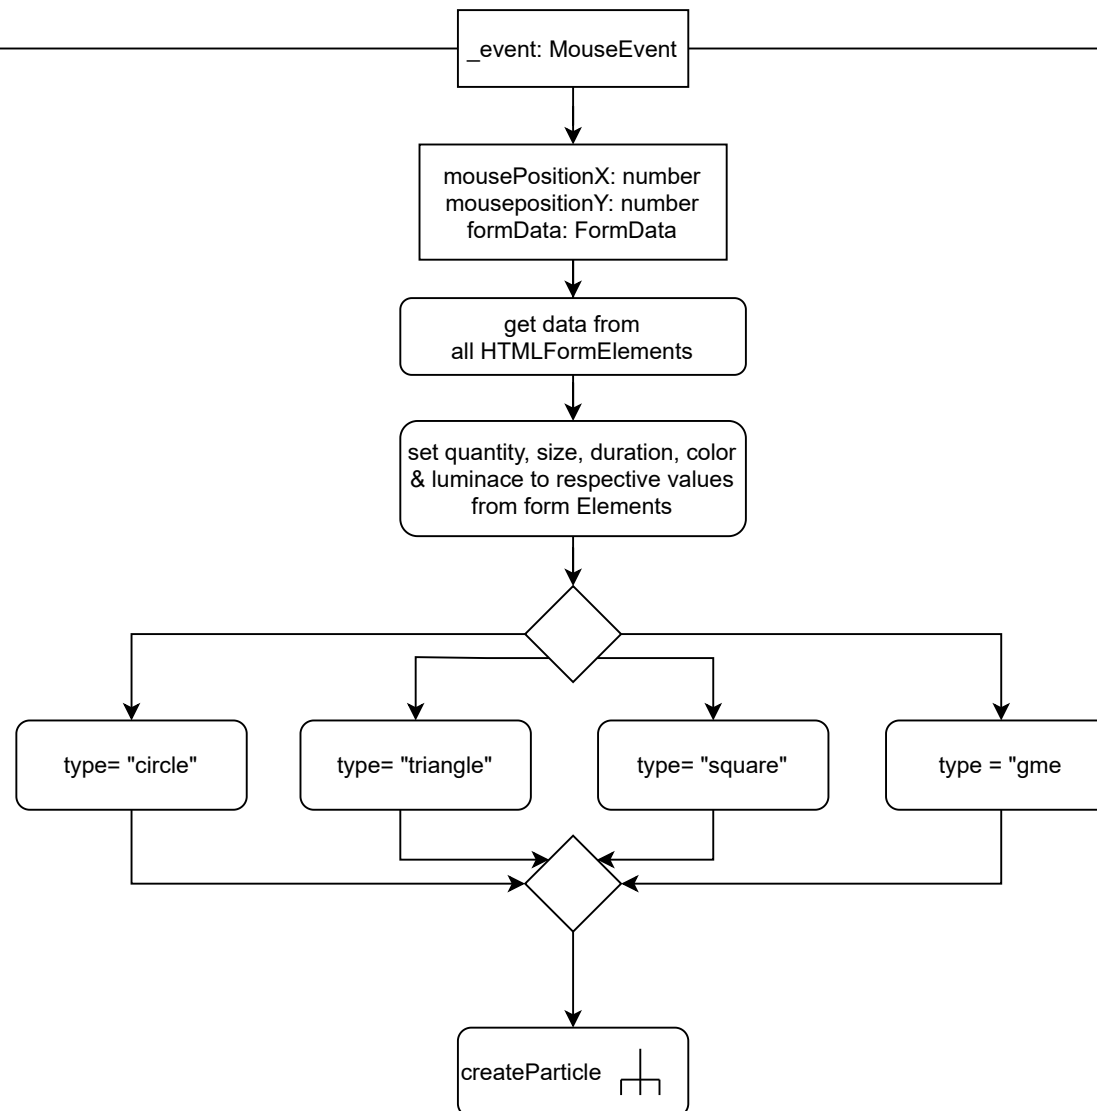 _event: MouseEvent
mousePositionX: number
mousepositionY: number
formData: FormData
get data from
all HTMLFormElements
set quantity, size, duration, color
& luminace to respective values
from form Elements
type= "circle"
type= "triangle"
type= "square"
type = "gme
createParticle